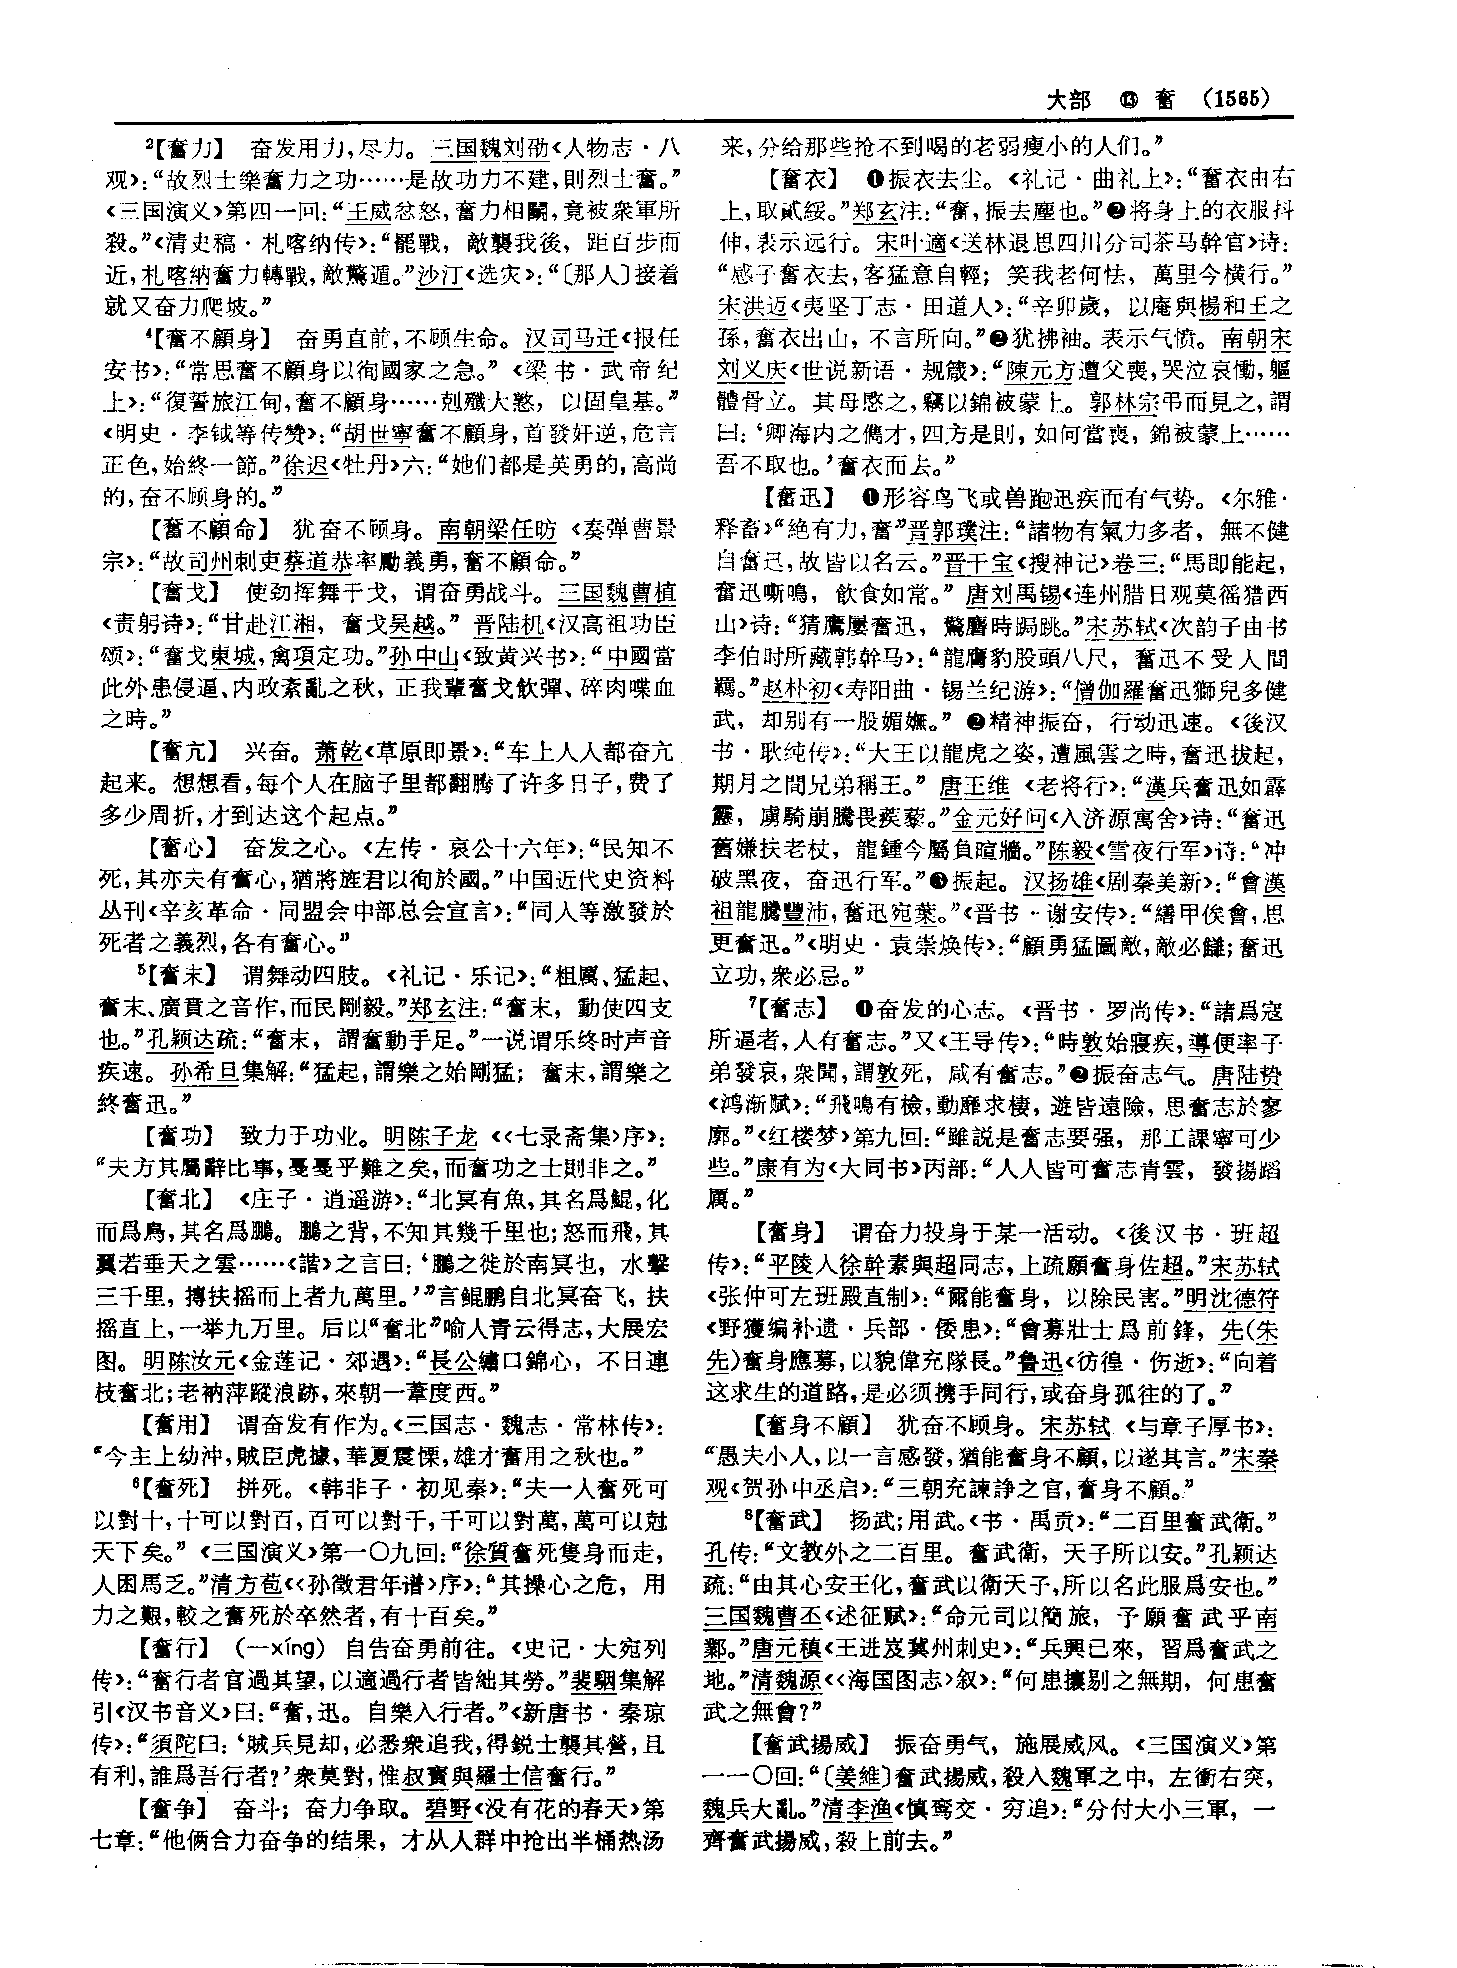 大部 ⑬ 奮 (1565)
²【奮力】 奋发用力,尽力。三国魏刘劭《人物志·八
观》:“故烈士樂奮力之功……是故功力不建,則烈士奮。”
《三国演义》第四一回:“王威忿怒,奮力相鬬,竟被衆軍所
殺。”《清史稿·札喀纳传》:“罷戰,敵襲我後,距百步而
近,札喀納奮力轉戰,敵驚遁。”沙汀《选灾》:“〔那人〕接着
就又奋力爬坡。”
⁴【奮不顧身】 奋勇直前,不顾生命。汉司马迁《报任
安书》:“常思奮不顧身以徇國家之急。”《梁书·武帝纪
上》:“復誓旅江甸,奮不顧身……剋殲大憝,以固皇基。”
《明史·李钺等传赞》:“胡世寧奮不顧身,首發奸逆,危言
正色,始終一節。”徐迟《牡丹》六:“她们都是英勇的,高尚
的,奋不顾身的。”
【奮不顧命】 犹奋不顾身。南朝梁任昉《奏弹曹景
宗》:“故司州刺吏蔡道恭率勵義勇,奮不顧命。”
【奮戈】 使劲挥舞干戈,谓奋勇战斗。三国魏曹植
《责躬诗》:“甘赴江湘,奮戈吴越。”晋陆机《汉高祖功臣
颂》:“奮戈東城,禽項定功。”孙中山《致黄兴书》:“中國當
此外患侵逼、内政紊亂之秋,正我輩奮戈飲彈、碎肉喋血
之時。”
【奮亢】 兴奋。萧乾《草原即景》:“车上人人都奋亢
起来。想想看,每个人在脑子里都翻腾了许多日子,费了
多少周折,才到达这个起点。”
【奮心】 奋发之心。《左传·哀公十六年》:“民知不
死,其亦夫有奮心,猶將旌君以徇於國。”中国近代史资料
丛刊《辛亥革命·同盟会中部总会宣言》:“同人等激發於
死者之義烈,各有奮心。”
⁵【奮末】 谓舞动四肢。《礼记·乐记》:“粗厲、猛起、
奮末、廣賁之音作,而民剛毅。”郑玄注:“奮末,動使四支
也。”孔颖达疏:“奮末,謂奮動手足。”一说谓乐终时声音
疾速。孙希旦集解:“猛起,謂樂之始剛猛;奮末,謂樂之
終奮迅。”
【奮功】 致力于功业。明陈子龙《〈七录斋集〉序》:
“夫方其屬辭比事,戞戞乎難之矣,而奮功之士則非之。”
【奮北】 《庄子·逍遥游》:“北冥有魚,其名爲鯤,化
而爲鳥,其名爲鵬。鵬之背,不知其幾千里也;怒而飛,其
翼若垂天之雲……《諧》之言曰:‘鵬之徙於南冥也,水擊
三千里,搏扶摇而上者九萬里。’”言鲲鹏自北冥奋飞,扶
摇直上,一举九万里。后以“奮北”喻人青云得志,大展宏
图。明陈汝元《金莲记·郊遇》:“長公繡口錦心,不日連
枝奮北;老衲萍蹤浪跡,來朝一葦度西。”
【奮用】 谓奋发有作为。《三国志·魏志·常林传》:
“今主上幼沖,賊臣虎據,華夏震慄,雄才奮用之秋也。”
⁶【奮死】 拼死。《韩非子·初见秦》:“夫一人奮死可
以對十,十可以對百,百可以對千,千可以對萬,萬可以尅
天下矣。”《三国演义》第一〇九回:“徐質奮死隻身而走,
人困馬乏。”清方苞《〈孙徵君年谱〉序》:“其操心之危,用
力之艱,較之奮死於卒然者,有十百矣。”
【奮行】 (—xíng) 自告奋勇前往。《史记·大宛列
传》:“奮行者官過其望,以適過行者皆絀其勞。”裴駰集解
引《汉书音义》曰:“奮,迅。自樂入行者。”《新唐书·秦琼
传》:“須陀曰:‘賊兵見却,必悉衆追我,得鋭士襲其營,且
有利,誰爲吾行者?’衆莫對,惟叔寳與羅士信奮行。”
【奮争】 奋斗;奋力争取。碧野《没有花的春天》第
七章:“他俩合力奋争的结果,才从人群中抢出半桶热汤
来,分给那些抢不到喝的老弱瘦小的人们。”
【奮衣】 ❶振衣去尘。《礼记·曲礼上》:“奮衣由右
上,取貳綏。”郑玄注:“奮,振去塵也。”❷将身上的衣服抖
伸,表示远行。宋叶適《送林退思四川分司茶马幹官》诗:
“感子奮衣去,客猛意自輕;笑我老何怯,萬里今横行。”
宋洪迈《夷坚丁志·田道人》:“辛卯歲,以庵與楊和王之
孫,奮衣出山,不言所向。”❸犹拂袖。表示气愤。南朝宋
刘义庆《世说新语·规箴》:“陳元方遭父喪,哭泣哀慟,軀
體骨立。其母愍之,竊以錦被蒙上。郭林宗弔而見之,謂
曰:‘卿海内之儁才,四方是則,如何當喪,錦被蒙上……
吾不取也。’奮衣而去。”
【奮迅】 ❶形容鸟飞或兽跑迅疾而有气势。《尔雅·
释畜》“絶有力,奮”晋郭璞注:“諸物有氣力多者,無不健
自奮迅,故皆以名云。”晋干宝《搜神记》卷三:“馬即能起,
奮迅嘶鳴,飲食如常。”唐刘禹锡《连州腊日观莫徭猎西
山》诗:“猜鷹屢奮迅,驚麏時跼跳。”宋苏轼《次韵子由书
李伯时所藏韩幹马》:“龍膺豹股頭八尺,奮迅不受人間
羈。”赵朴初《寿阳曲·锡兰纪游》:“僧伽羅奮迅獅兒多健
武,却别有一股媚嫵。”❷精神振奋,行动迅速。《後汉
书·耿纯传》:“大王以龍虎之姿,遭風雲之時,奮迅拔起,
期月之間兄弟稱王。”唐王维《老将行》:“漢兵奮迅如霹
靂,虜騎崩騰畏蒺藜。”金元好问《入济源寓舍》诗:“奮迅
舊嫌扶老杖,龍鍾今屬負暄牆。”陈毅《雪夜行军》诗:“冲
破黑夜,奋迅行军。”❸振起。汉扬雄《剧秦美新》:“會漢
祖龍騰豐沛,奮迅宛葉。”《晋书·谢安传》:“繕甲俟會,思
更奮迅。”《明史·袁崇焕传》:“顧勇猛圖敵,敵必讎;奮迅
立功,衆必忌。”
⁷【奮志】 ❶奋发的心志。《晋书·罗尚传》:“諸爲寇
所逼者,人有奮志。”又《王导传》:“時敦始寢疾,導便率子
弟發哀,衆聞,謂敦死,咸有奮志。”❷振奋志气。唐陆贽
《鸿渐赋》:“飛鳴有檢,動靡求棲,遊皆遠險,思奮志於寥
廓。”《红楼梦》第九回:“雖説是奮志要强,那工課寧可少
些。”康有为《大同书》丙部:“人人皆可奮志青雲,發揚蹈
厲。”
【奮身】 谓奋力投身于某一活动。《後汉书·班超
传》:“平陵人徐幹素與超同志,上疏願奮身佐超。”宋苏轼
《张仲可左班殿直制》:“爾能奮身,以除民害。”明沈德符
《野獲编补遗·兵部·倭患》:“會募壯士爲前鋒,先(朱
先)奮身應募,以貌偉充隊長。”鲁迅《彷徨·伤逝》:“向着
这求生的道路,是必须携手同行,或奋身孤往的了。”
【奮身不顧】 犹奋不顾身。宋苏轼《与章子厚书》:
“愚夫小人,以一言感發,猶能奮身不顧,以遂其言。”宋秦
观《贺孙中丞启》:“三朝充諫諍之官,奮身不顧。”
⁸【奮武】 扬武;用武。《书·禹贡》:“二百里奮武衛。”
孔传:“文教外之二百里。奮武衛,天子所以安。”孔颖达
疏:“由其心安王化,奮武以衛天子,所以名此服爲安也。”
三国魏曹丕《述征赋》:“命元司以簡旅,予願奮武乎南
鄴。”唐元稹《王进岌冀州刺史》:“兵興已來,習爲奮武之
地。”清魏源《〈海国图志〉叙》:“何患攘剔之無期,何患奮
武之無會?”
【奮武揚威】 振奋勇气,施展威风。《三国演义》第
一一〇回:“〔姜維〕奮武揚威,殺入魏軍之中,左衝右突,
魏兵大亂。”清李渔《慎鸾交·穷追》:“分付大小三軍,一
齊奮武揚威,殺上前去。”